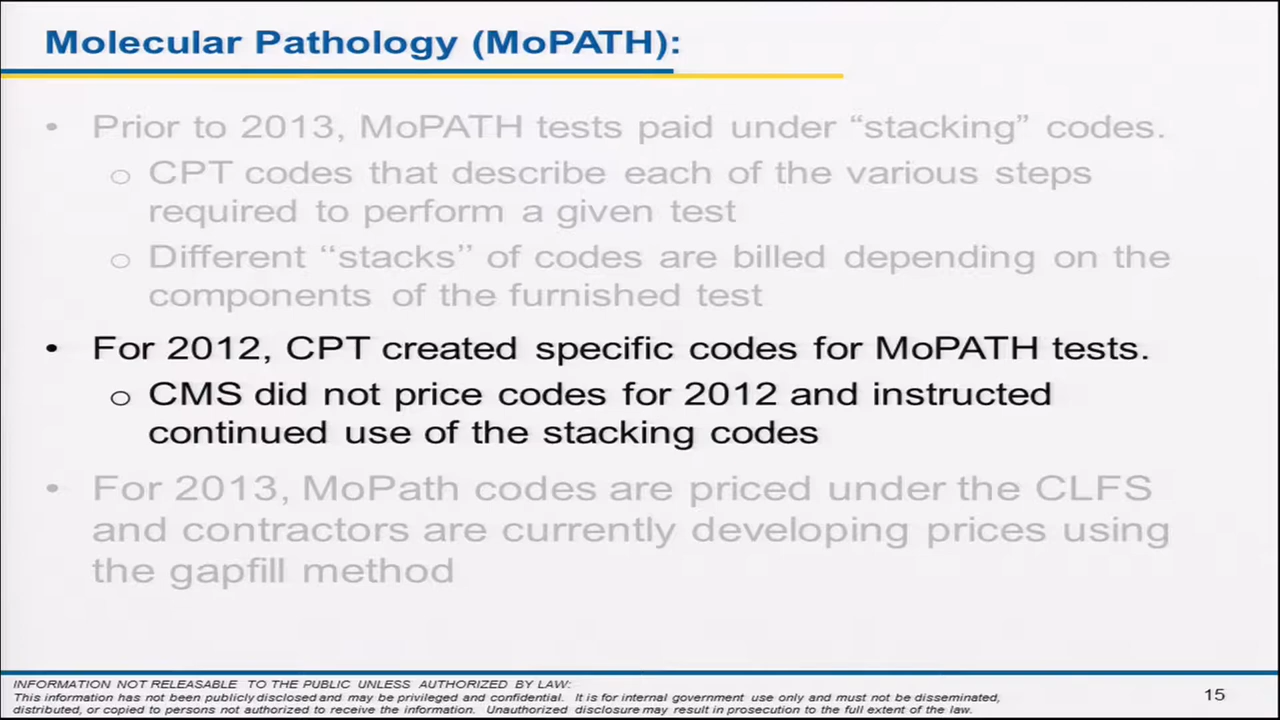 Molecular Pathology (MoPATH):
• Prior to 2013, MoPATH tests paid under “stacking” codes.
o CPT codes that describe each of the various steps
required to perform a given test
o Different ‘‘stacks’’ of codes are billed depending on the
components of the furnished test
• For 2012, CPT created specific codes for MoPATH tests.
o CMS did not price codes for 2012 and instructed
continued use of the stacking codes
• For 2013, MoPath codes are priced under the CLFS
and contractors are currently developing prices using
the gapfill method
INFORMATION NOT RELEASABLE TO THE PUBLIC UNLESS AUTHORIZED BY LAW:
This information has not been publicly disclosed and may be privileged and confidential. It is for internal government use only and must not be disseminated,
distributed, or copied to persons not authorized to receive the information. Unauthorized disclosure may result in prosecution to the full extent of the law.
15